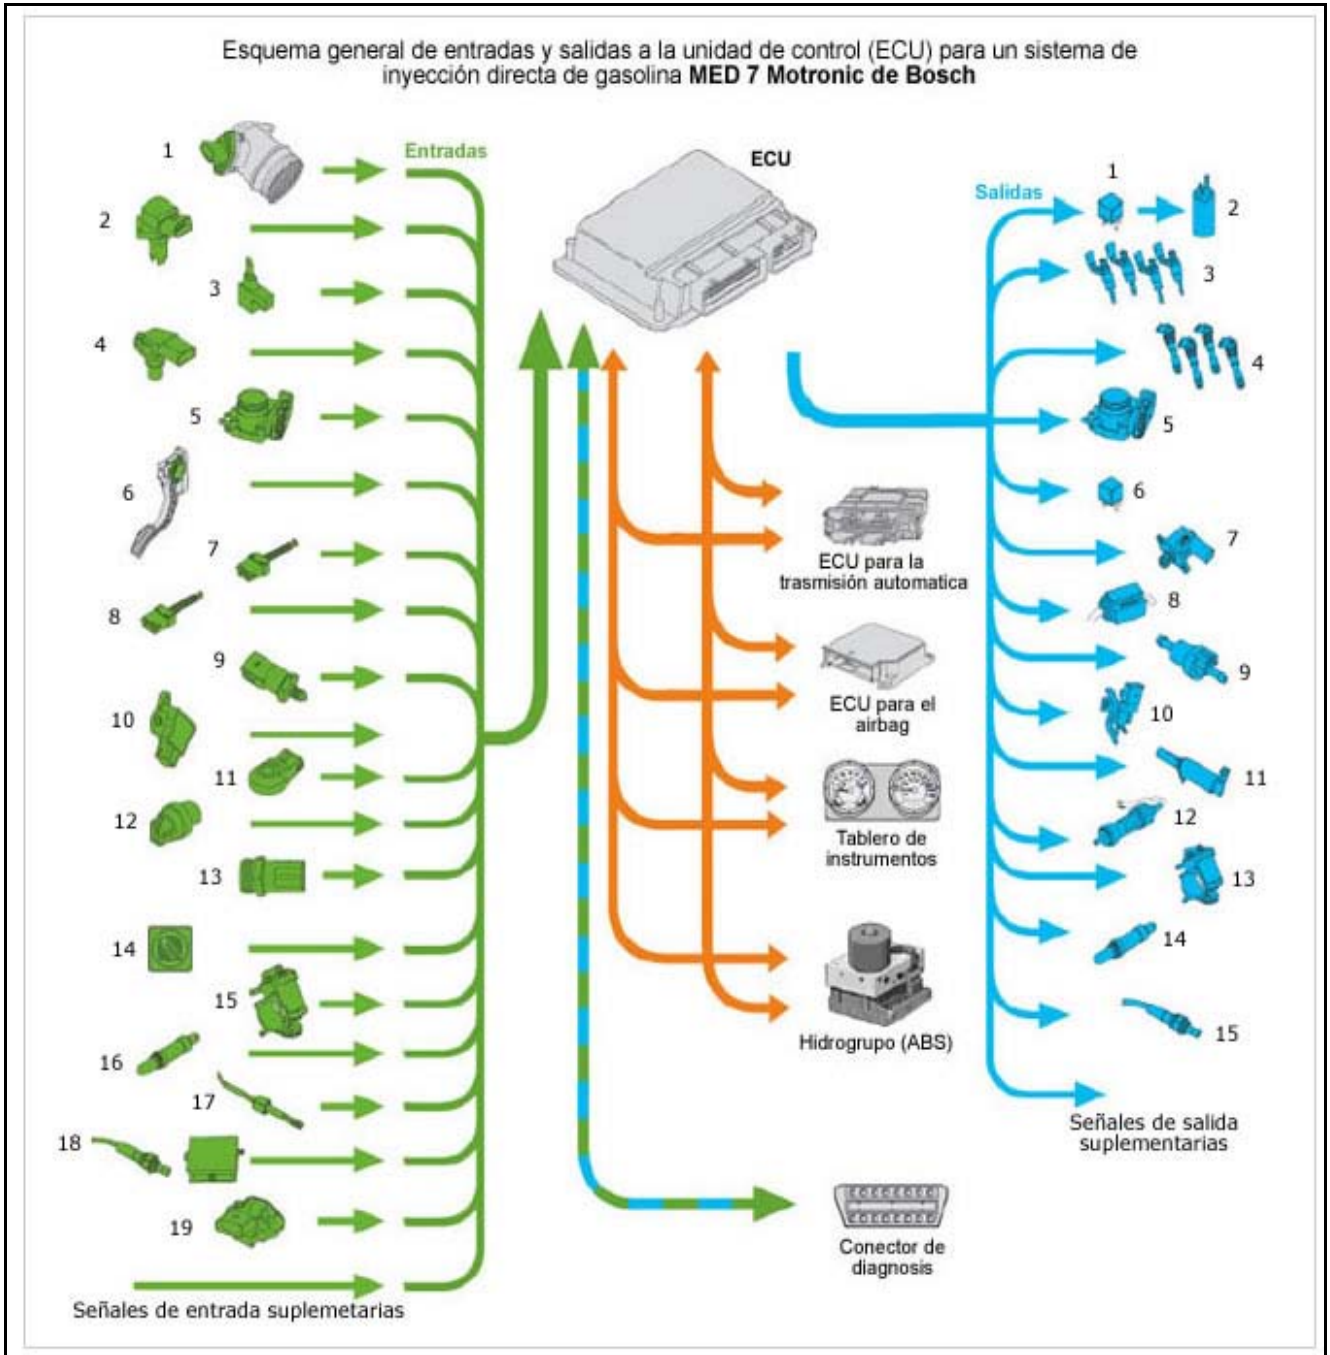 Esquema general de entradas y salidas a la unidad de control (ECU) para un sistema de
inyección directa de gasolina MED 7 Motronic de Bosch
Entradas
1
2
3
4
5
6
7
8
9
10
11
12
13
14
15
16
17
18
19
Señales de entrada suplemetarias
ECU
ECU para la
trasmisión automatica
ECU para el
airbag
Tablero de
instrumentos
Hidrogrupo (ABS)
Conector de
diagnosis
Salidas
1
2
3
4
5
6
7
8
9
10
11
12
13
14
15
Señales de salida
suplementarias